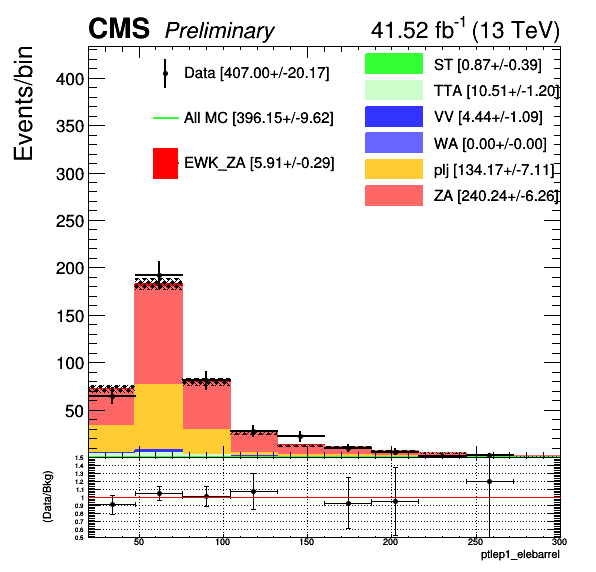 CMS Preliminary 41.52 fb-1 (13 TeV)
Events/bin
Data [407.00+/-20.17]
All MC [396.15+/-9.62]
EWK_ZA [5.91+/-0.29]
ST [0.87+/-0.39]
TTA [10.51+/-1.20]
VV [4.44+/-1.09]
WA [0.00+/-0.00]
plj [134.17+/-7.11]
ZA [240.24+/-6.26]
400
350
300
250
200
150
100
50
(Data/Bkg)
1.5
1.4
1.3
1.2
1.1
1
0.9
0.8
0.7
0.6
0.5
50 100 150 200 250 300
ptlep1_elebarrel